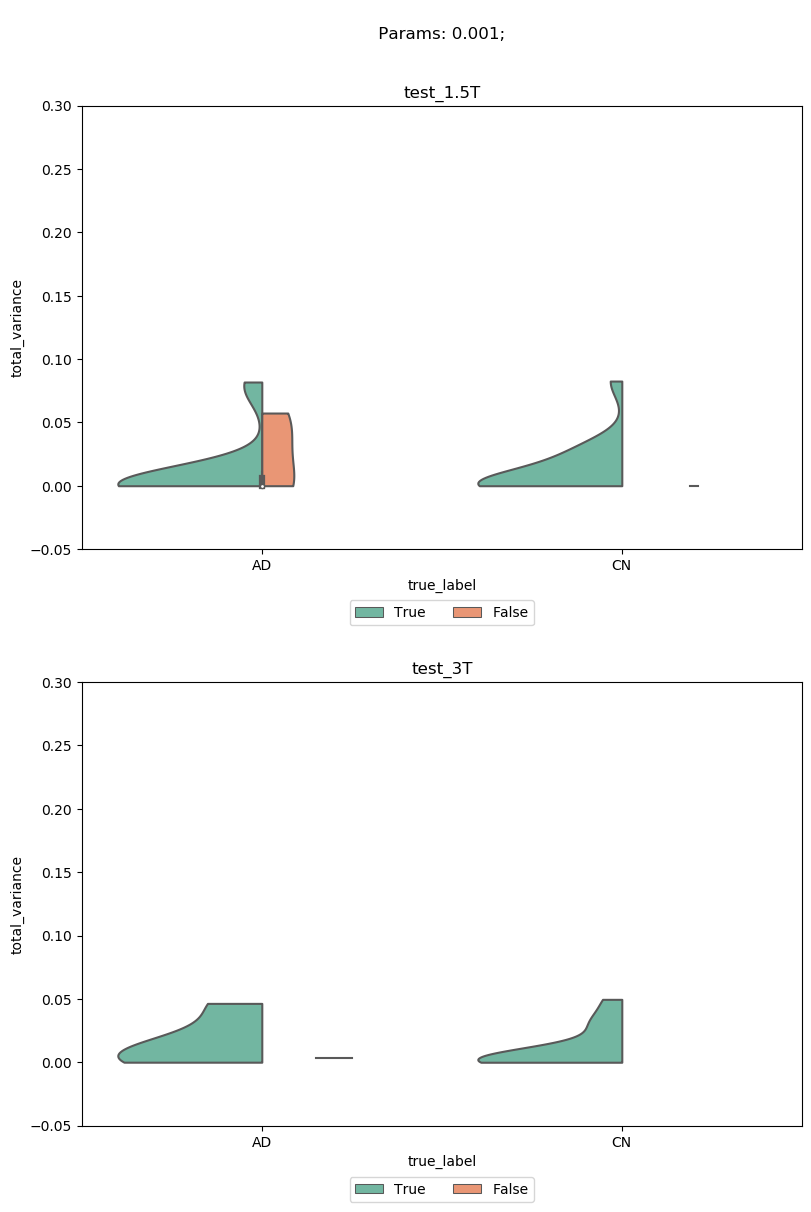 Params: 0.001;
test_1.5T
0.30
0.25
0.20
0.15
0.10
0.05
0.00
−0.05
total_variance
AD CN
true_label
True False
test_3T
0.30
0.25
0.20
0.15
0.10
0.05
0.00
−0.05
total_variance
AD CN
true_label
True False